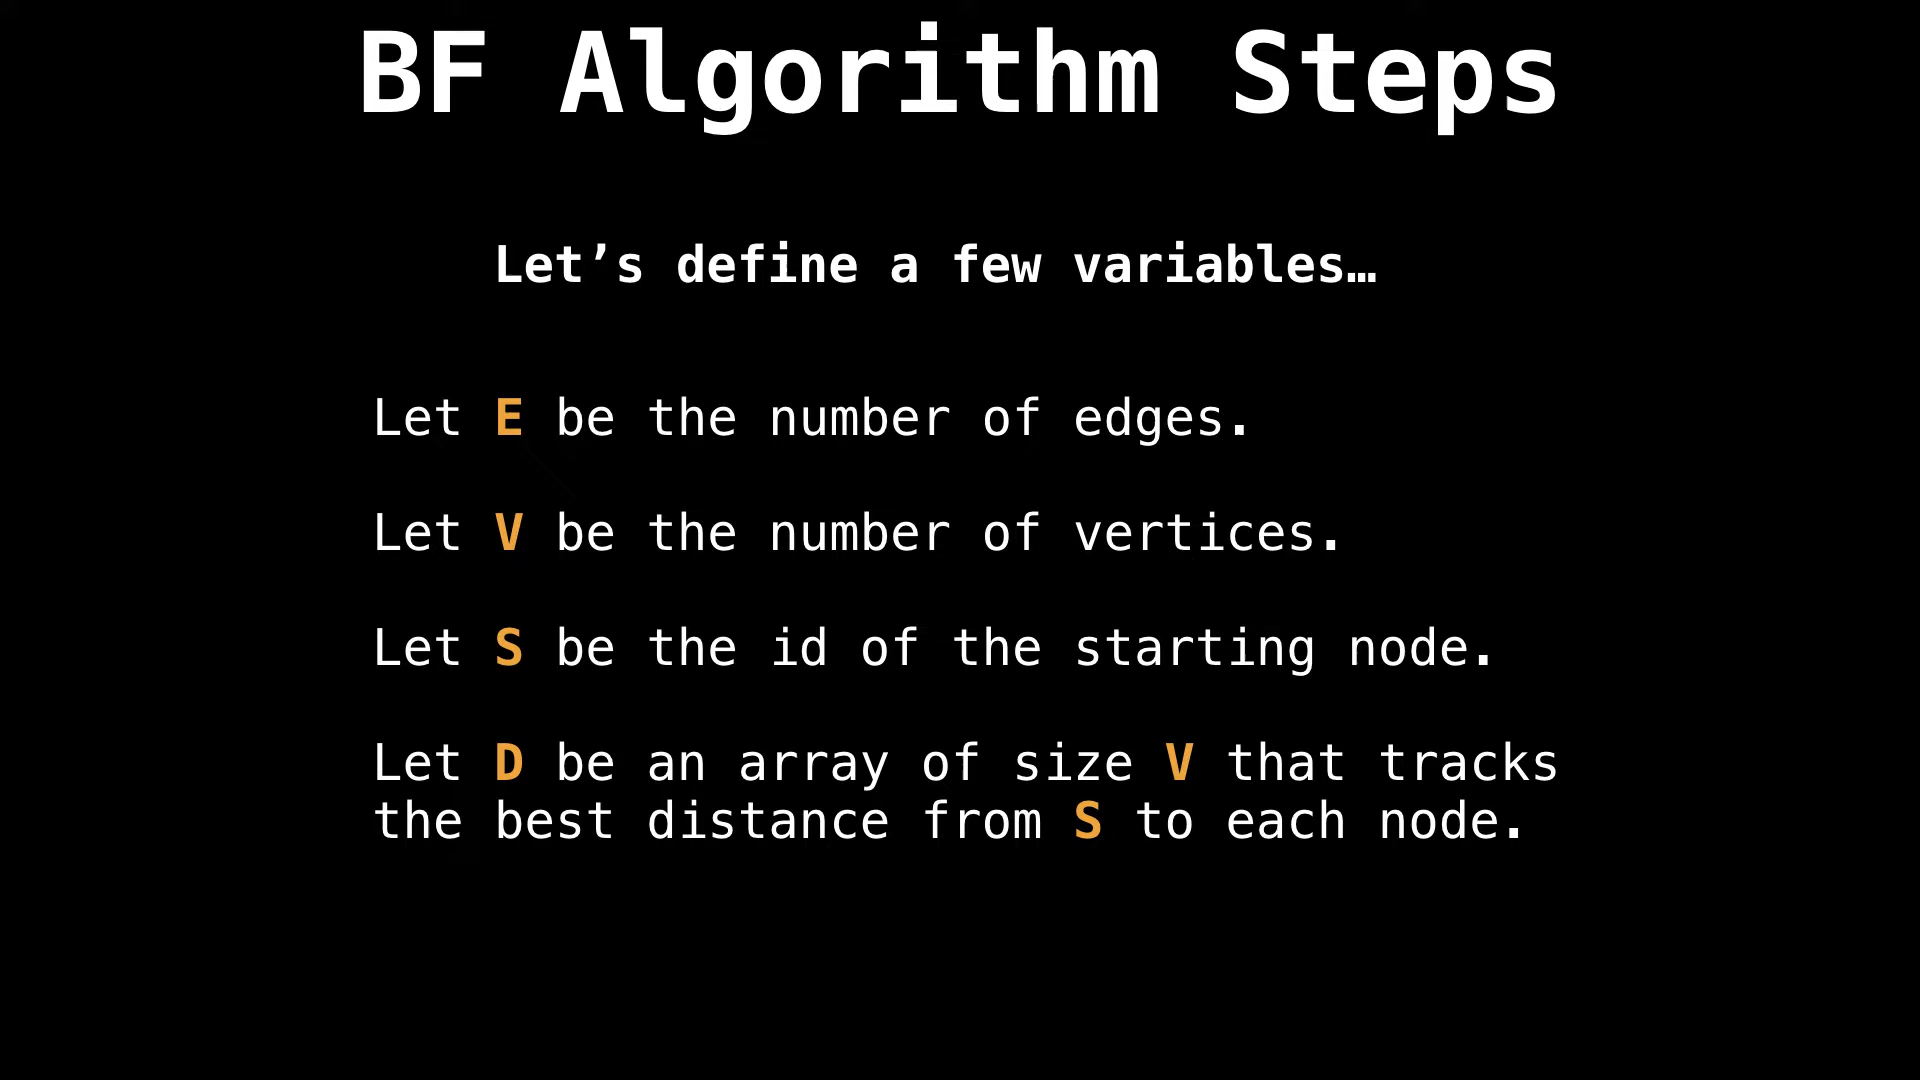 BF Algorithm Steps
Let’s define a few variables…
Let E be the number of edges.
Let V be the number of vertices.
Let S be the id of the starting node.
Let D be an array of size V that tracks
the best distance from S to each node.